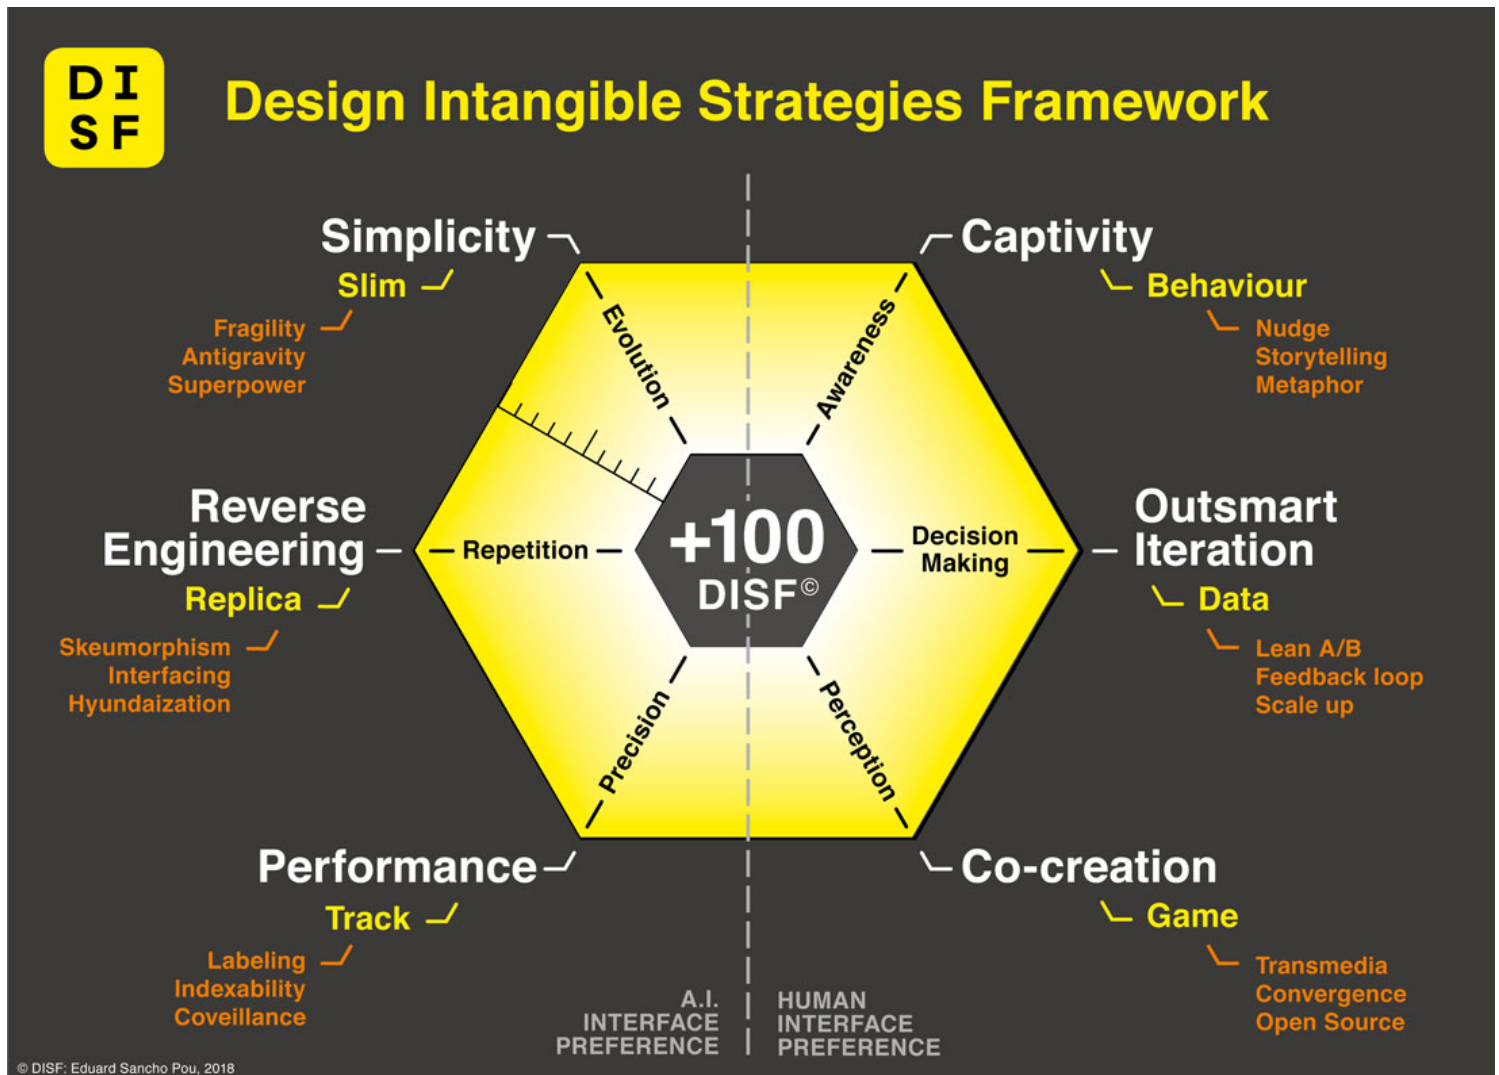 D I
S F
Design Intangible Strategies Framework
Simplicity
Slim
Fragility
Antigravity
Superpower
Captivity
Behaviour
Nudge
Storytelling
Metaphor
Evolution
Awareness
Reverse
Engineering
Replica
Skeumorphism
Interfacing
Hyundaization
Repetition
+100
DISF©
Decision
Making
Outsmart
Iteration
Data
Lean A/B
Feedback loop
Scale up
Precision
Perception
Performance
Track
Labeling
Indexability
Coveillance
Co-creation
Game
Transmedia
Convergence
Open Source
A.I.
INTERFACE
PREFERENCE
HUMAN
INTERFACE
PREFERENCE
© DISF: Eduard Sancho Pou, 2018